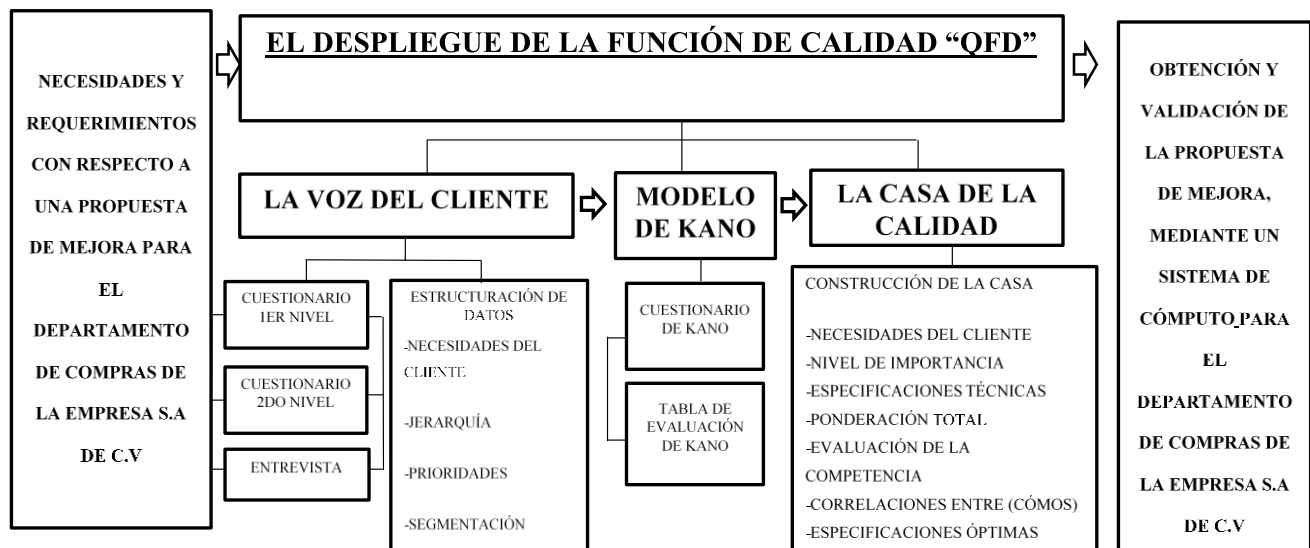 NECESIDADES Y
REQUERIMIENTOS
CON RESPECTO A
UNA PROPUESTA
DE MEJORA PARA
EL
DEPARTAMENTO
DE COMPRAS DE
LA EMPRESA S.A
DE C.V
EL DESPLIEGUE DE LA FUNCIÓN DE CALIDAD “QFD”
LA VOZ DEL CLIENTE
CUESTIONARIO
1ER NIVEL
CUESTIONARIO
2DO NIVEL
ENTREVISTA
ESTRUCTURACIÓN DE
DATOS
-NECESIDADES DEL
CLIENTE
-JERARQUÍA
-PRIORIDADES
-SEGMENTACIÓN
MODELO
DE KANO
CUESTIONARIO
DE KANO
TABLA DE
EVALUACIÓN
DE KANO
LA CASA DE LA
CALIDAD
CONSTRUCCIÓN DE LA CASA
-NECESIDADES DEL CLIENTE
-NIVEL DE IMPORTANCIA
-ESPECIFICACIONES TÉCNICAS
-PONDERACIÓN TOTAL
-EVALUACIÓN DE LA
COMPETENCIA
-CORRELACIONES ENTRE (CÓMOS)
-ESPECIFICACIONES ÓPTIMAS
OBTENCIÓN Y
VALIDACIÓN DE
LA PROPUESTA
DE MEJORA,
MEDIANTE UN
SISTEMA DE
CÓMPUTO PARA
EL
DEPARTAMENTO
DE COMPRAS DE
LA EMPRESA S.A
DE C.V